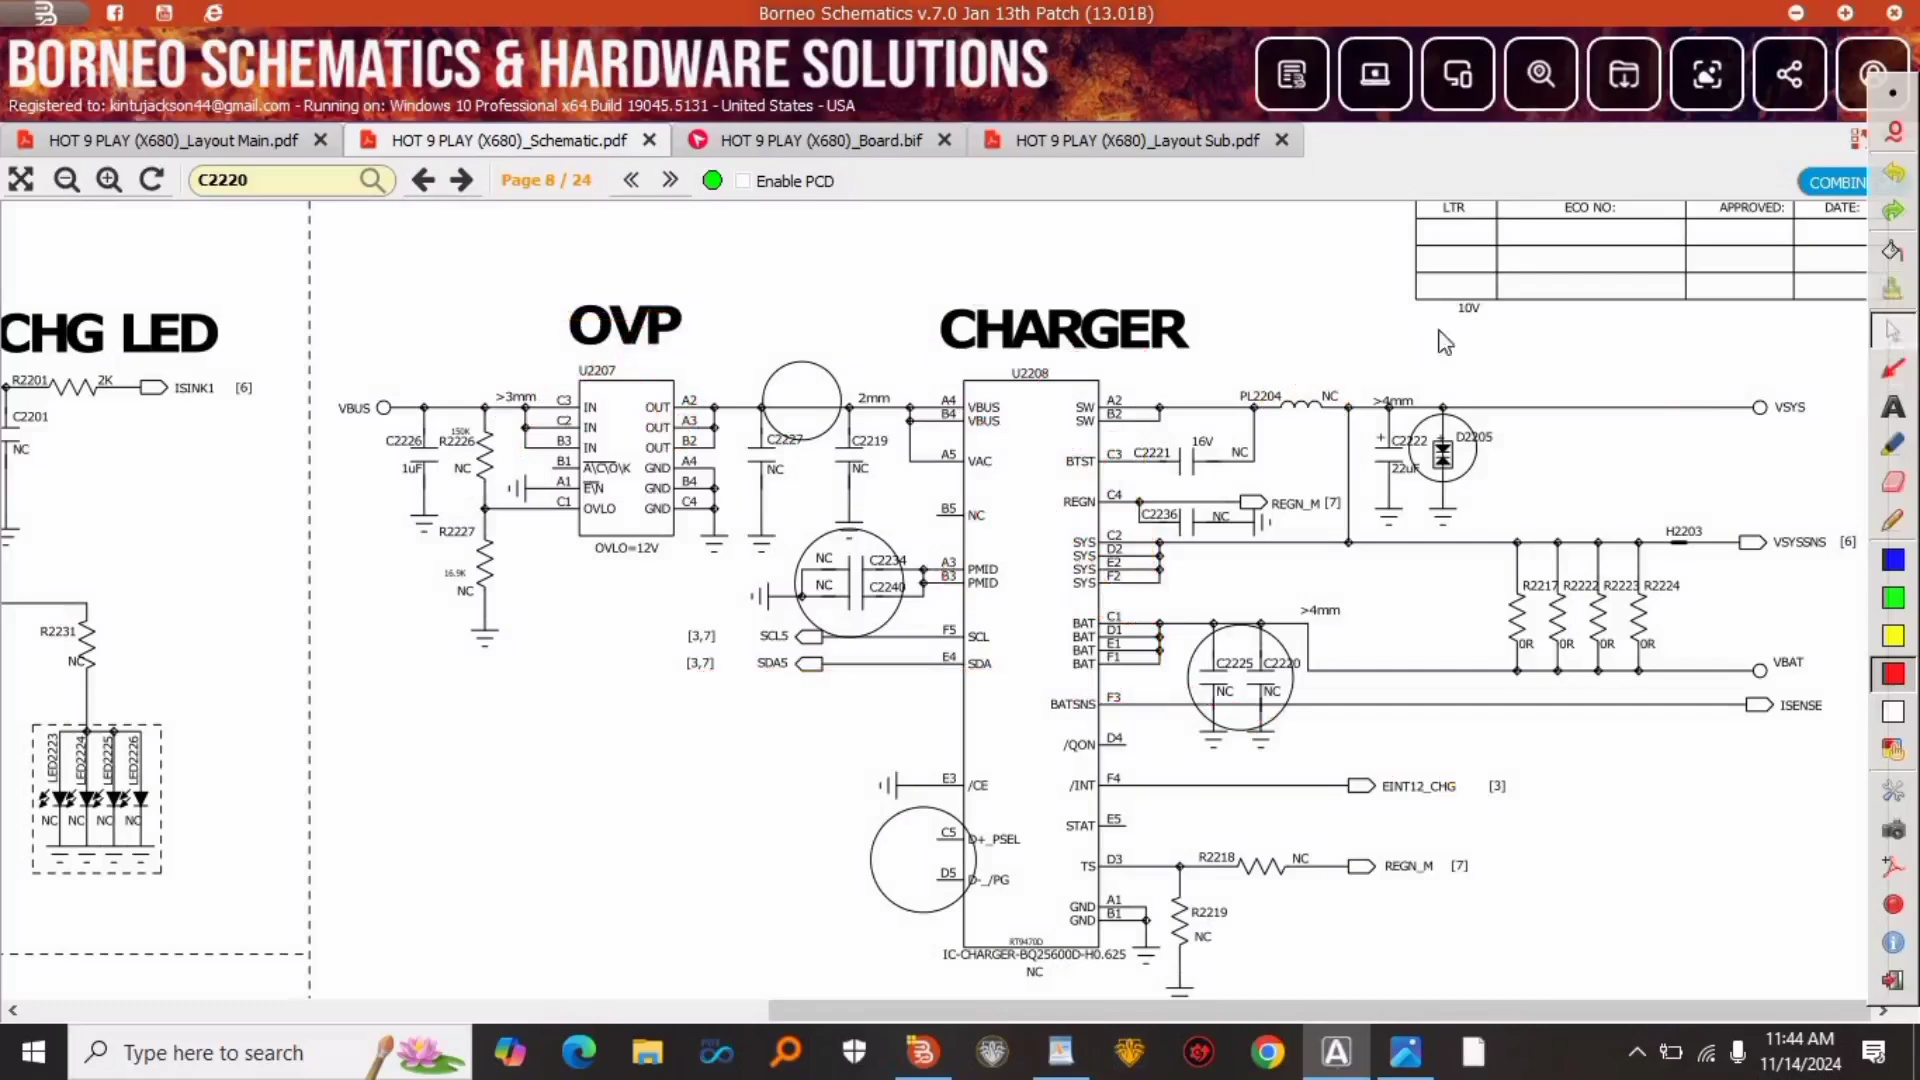 Borneo Schematics v.7.0 Jan 13th Patch (13.01B)
BORNEO SCHEMATICS & HARDWARE SOLUTIONS
Registered to: kintujackson44@gmail.com - Running on: Windows 10 Professional x64 Build 19045.5131 - United States - USA
HOT 9 PLAY (X680)_Layout Main.pdf
HOT 9 PLAY (X680)_Schematic.pdf
HOT 9 PLAY (X680)_Board.bif
HOT 9 PLAY (X680)_Layout Sub.pdf
C2220
Page 8 / 24
Enable PCD
COMBIN
LTR ECO NO: APPROVED: DATE:
10V
CHG LED
R2201 2K ISINK1 [6]
C2201
NC
R2231
NC
LED2223 LED2224 LED2225 LED2226
NC NC NC NC
OVP
U2207
VBUS
>3mm
C2226
1uF
150K
R2226
NC
R2227
16.9K
NC
C3 IN OUT A2
C2 IN OUT A3
B3 IN OUT B2
B1 A\C\O\K GND A4
A1 E\N GND B4
C1 OVLO GND C4
OVLO=12V
C2227
NC
2mm
C2219
NC
CHARGER
U2208
A4 VBUS
B4 VBUS
A5 VAC
B5 NC
NC C2234 A3 PMID
NC C2240 B3 PMID
[3,7] SCL5 F5 SCL
[3,7] SDA5 E4 SDA
E3 /CE
C5 D+_PSEL
D5 D-_/PG
SW A2
SW B2
PL2204 NC
>4mm
VSYS
BTST C3 C2221 16V NC
C2222
22uF
D2205
REGN C4 REGN_M [7]
C2236 NC
SYS C2
SYS D2
SYS E2
SYS F2
H2203 VSYSSNS [6]
R2217 R2222 R2223 R2224
0R 0R 0R 0R
BAT C1
BAT D1
BAT E1
BAT F1
>4mm
C2225 C2220
NC NC
VBAT
BATSNS F3 ISENSE
/QON D4
/INT F4 EINT12_CHG [3]
STAT E5
TS D3 R2218 NC REGN_M [7]
GND A1
GND B1
R2219
NC
RT9470D
IC-CHARGER-BQ25600D-H0.625
NC
Type here to search
11:44 AM
11/14/2024